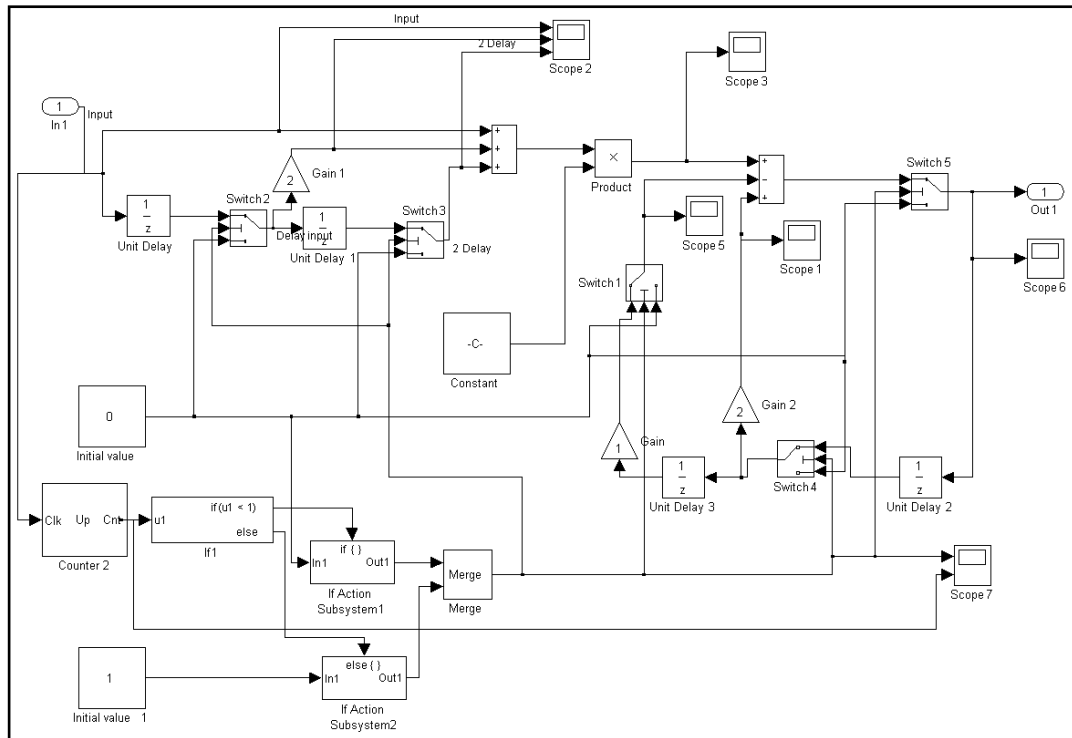 Input
2 Delay
Scope 2
Scope 3
1
In 1
Input
+
+
+
×
Product
+
−
+
Switch 5
1
Out 1
2
Gain 1
1
z
Unit Delay
Switch 2
Delay input
1
z
Unit Delay 1
Switch 3
2 Delay
Scope 5
Scope 1
Scope 6
Switch 1
-C-
Constant
0
Initial value
1
Gain
2
Gain 2
1
z
Unit Delay 3
Switch 4
1
z
Unit Delay 2
Clk Up Cnt
Counter 2
u1
if(u1 < 1)
else
If1
if { }
In1 Out1
If Action
Subsystem1
Merge
Merge
Scope 7
1
Initial value 1
else { }
In1 Out1
If Action
Subsystem2